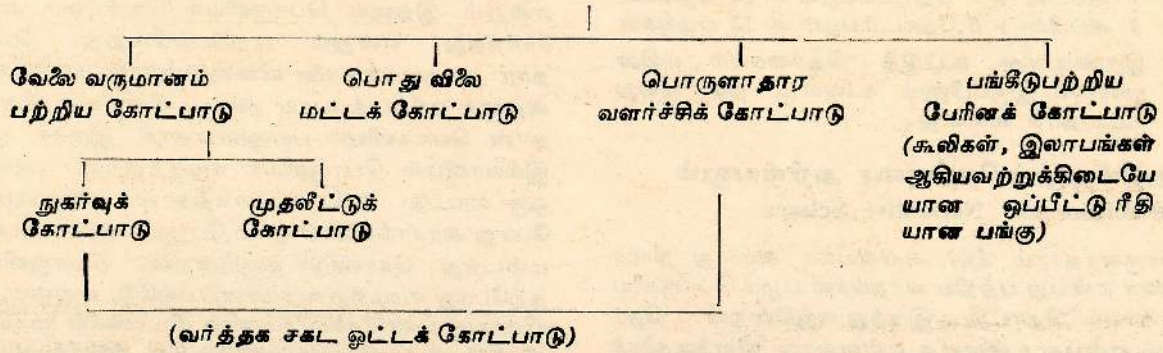 வேலை வருமானம்
பற்றிய கோட்பாடு
பொது விலை
மட்டக் கோட்பாடு
பொருளாதார
வளர்ச்சிக் கோட்பாடு
பங்கீடுபற்றிய
பேரினக் கோட்பாடு
(கூலிகள், இலாபங்கள்
ஆகியவற்றுக்கிடையே
யான ஒப்பீட்டு ரீதி
யான பங்கு)
நுகர்வுக்
கோட்பாடு
முதலீட்டுக்
கோட்பாடு
(வர்த்தக சகட ஓட்டக் கோட்பாடு)